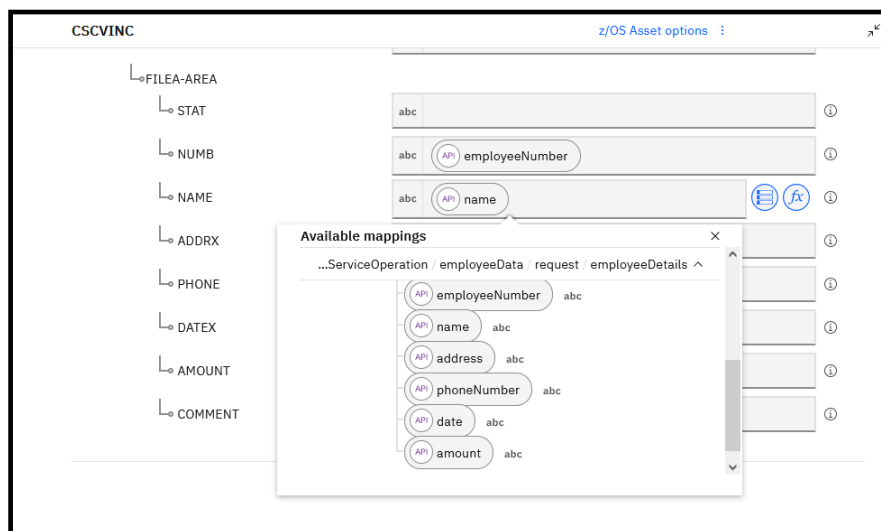 CSCVINC
z/OS Asset options
FILEA-AREA
STAT
abc
NUMB
abc
API employeeNumber
NAME
abc
API name
fx
ADDRX
PHONE
DATEX
AMOUNT
COMMENT
Available mappings
...ServiceOperation / employeeData / request / employeeDetails
API employeeNumber abc
API name abc
API address abc
API phoneNumber abc
API date abc
API amount abc